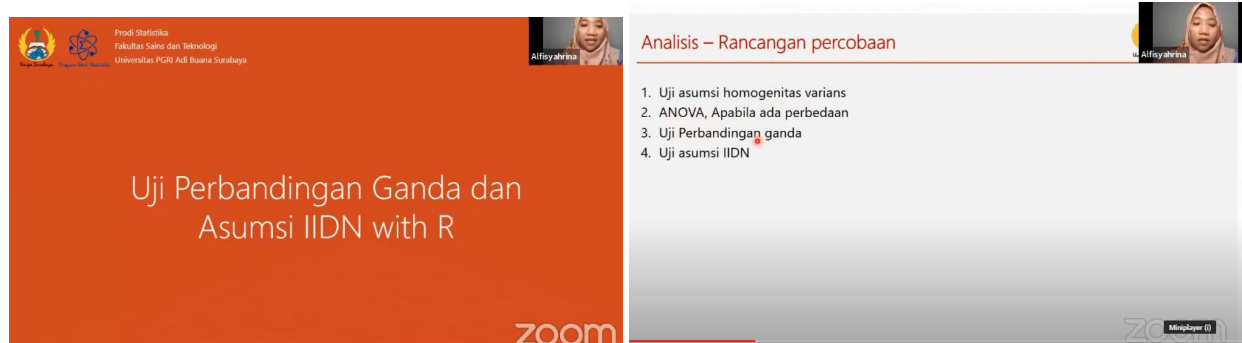 Prodi Statistika
Fakultas Sains dan Teknologi
Universitas PGRI Adi Buana Surabaya
Alfisyahrina
Uji Perbandingan Ganda dan
Asumsi IIDN with R
zoom
Analisis – Rancangan percobaan
Alfisyahrina
1. Uji asumsi homogenitas varians
2. ANOVA, Apabila ada perbedaan
3. Uji Perbandingan ganda
4. Uji asumsi IIDN
Miniplayer (i)